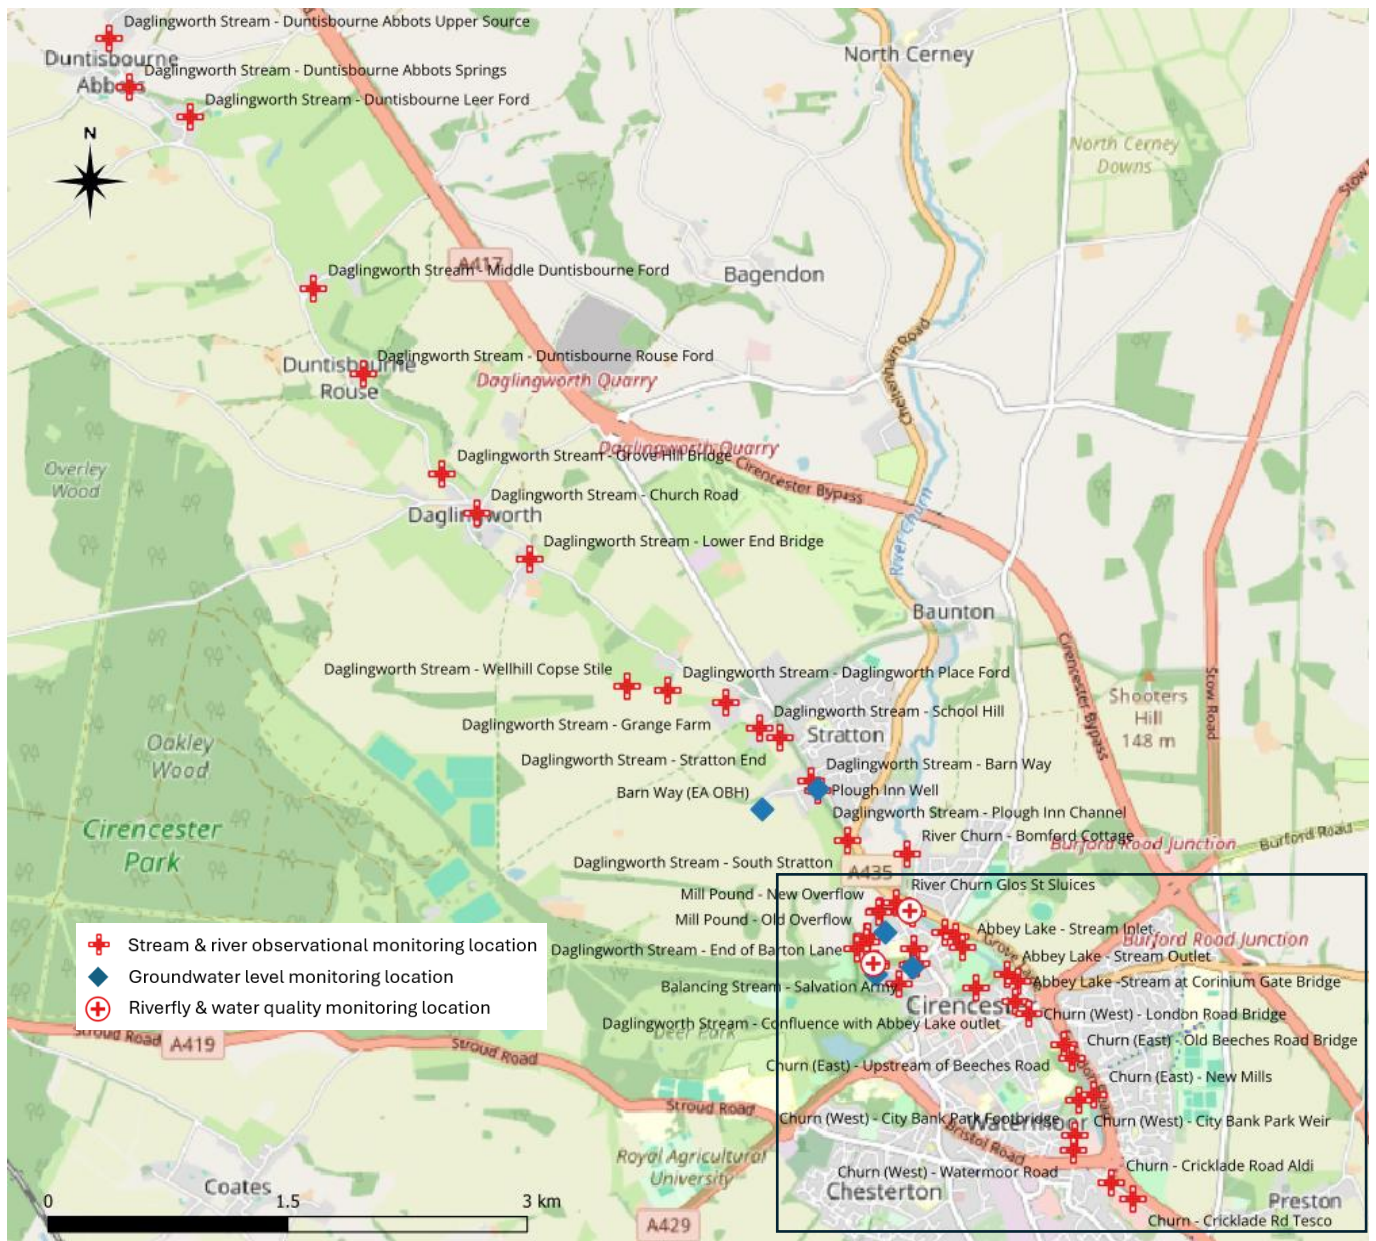 Daglingworth Stream - Duntisbourne Abbots Upper Source
North Cerney
Duntisbourne
Abbots
Daglingworth Stream - Duntisbourne Abbots Springs
Daglingworth Stream - Duntisbourne Leer Ford
N
North Cerney
Downs
Stow
A417
Daglingworth Stream - Middle Duntisbourne Ford
Bagendon
Cheltenham Road
Daglingworth Stream - Duntisbourne Rouse Ford
Duntisbourne
Rouse
Daglingworth Quarry
Daglingworth Quarry
Daglingworth Stream - Grove Hill Bridge
Cirencester Bypass
Overley
Wood
Daglingworth Stream - Church Road
Daglingworth
River Churn
Daglingworth Stream - Lower End Bridge
Baunton
Cirencester Bypass
Daglingworth Stream - Wellhill Copse Stile
Daglingworth Stream - Daglingworth Place Ford
Stow Road
Shooters
Hill
148 m
Daglingworth Stream - School Hill
Daglingworth Stream - Grange Farm
Stratton
Oakley
Wood
Daglingworth Stream - Stratton End
Daglingworth Stream - Barn Way
Barn Way (EA OBH)
Plough Inn Well
Daglingworth Stream - Plough Inn Channel
Cirencester
Park
River Churn - Bomford Cottage
Burford Road Junction
Burford Road
Daglingworth Stream - South Stratton
A435
River Churn Glos St Sluices
Mill Pound - New Overflow
Mill Pound - Old Overflow
Abbey Lake - Stream Inlet
Burford Road Junction
Grove
Stream & river observational monitoring location
Daglingworth Stream - End of Barton Lane
Abbey Lake - Stream Outlet
Groundwater level monitoring location
Balancing Stream - Salvation Army
Abbey Lake -Stream at Corinium Gate Bridge
Riverfly & water quality monitoring location
Cirencest
Churn (West) - London Road Bridge
Daglingworth Stream - Confluence with Abbey Lake outlet
Deer Park
Stroud Road
A419
Stroud Road
Churn (East) - Old Beeches Road Bridge
Churn (East) - Upstream of Beeches Road
Churn (East) - New Mills
Stroud Road
Churn (West) - City Bank Park Footbridge
Watermoor
Churn (West) - City Bank Park Weir
Bristol Road
Royal Agricultural
University
Churn (West) - Watermoor Road
Churn - Cricklade Road Aldi
Coates
Chesterton
Preston
0
1.5
3 km
A429
Churn - Cricklade Rd Tesco